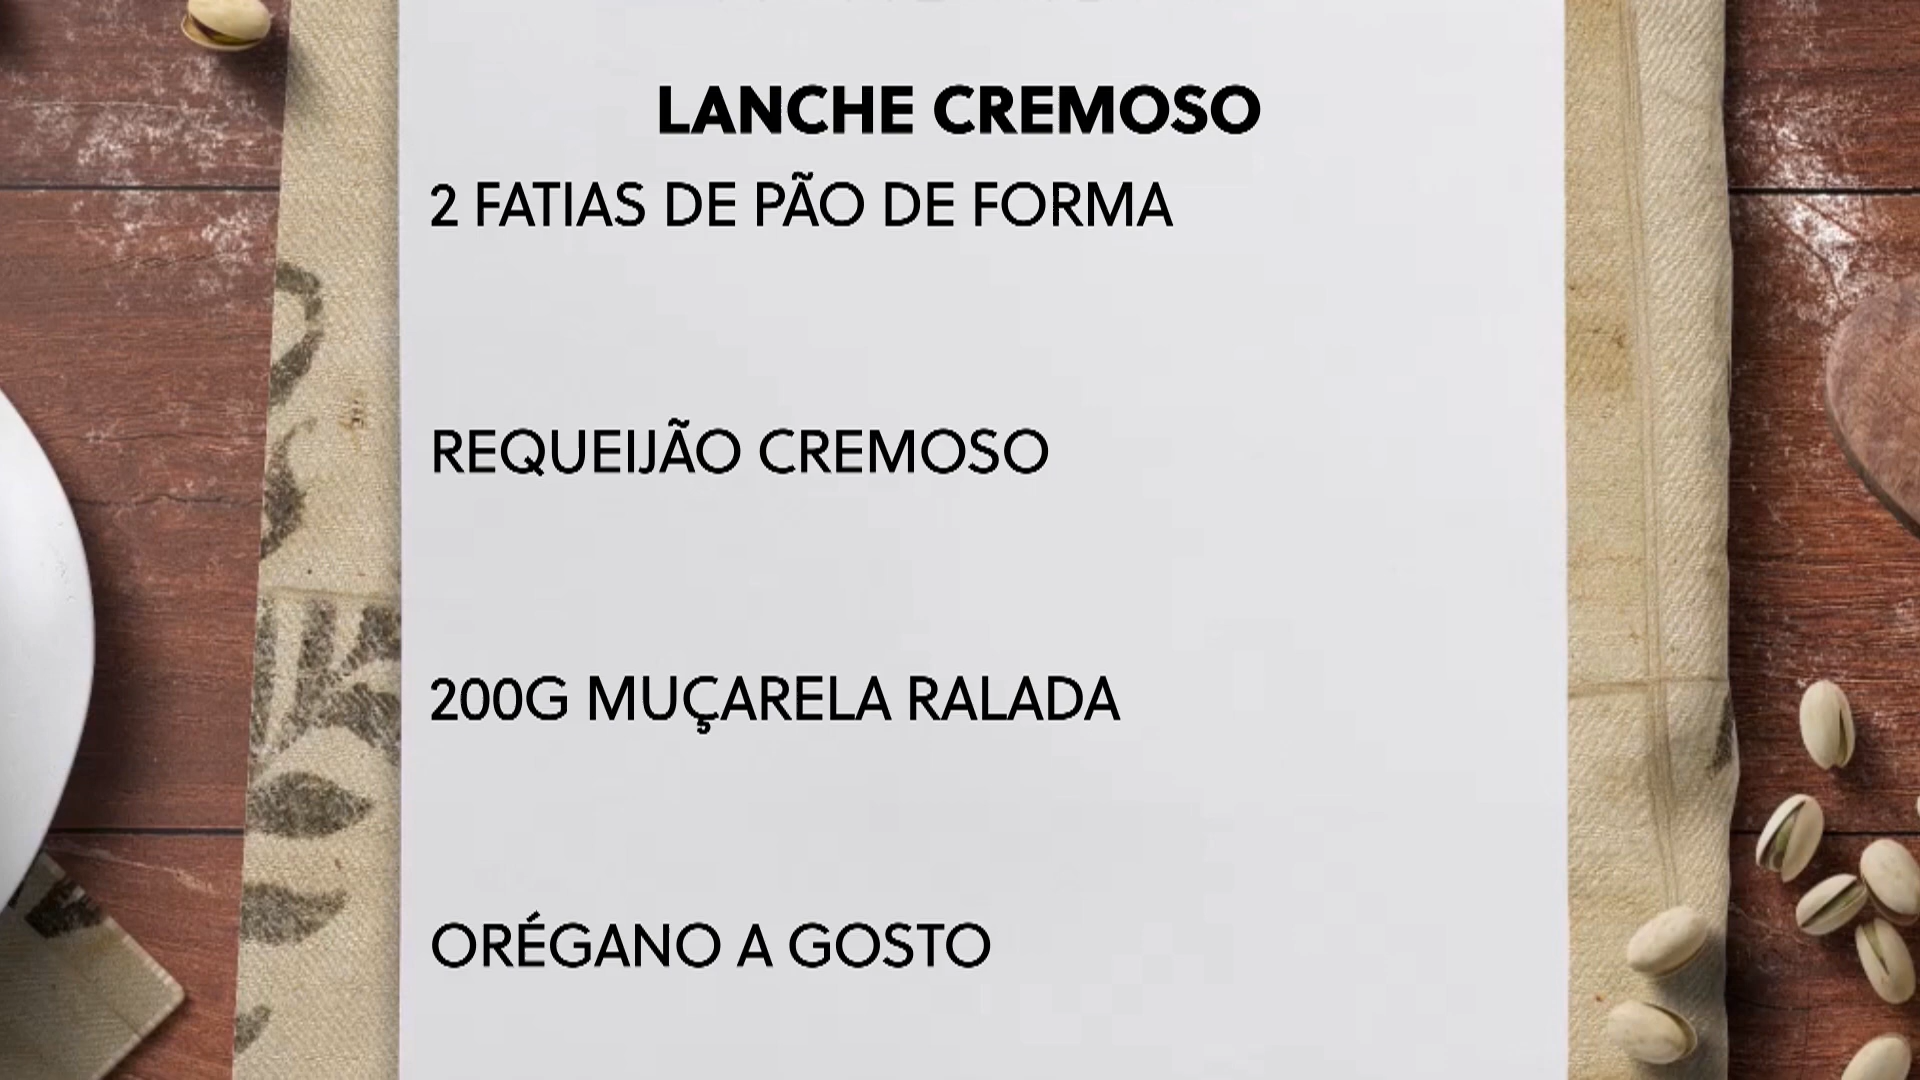 LANCHE CREMOSO
2 FATIAS DE PÃO DE FORMA
REQUEIJÃO CREMOSO
200G MUÇARELA RALADA
ORÉGANO A GOSTO